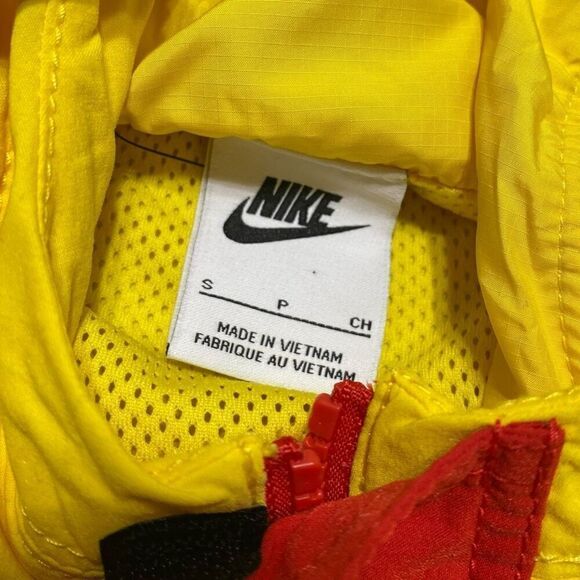 NIKE
S P CH
MADE IN VIETNAM
FABRIQUE AU VIETNAM